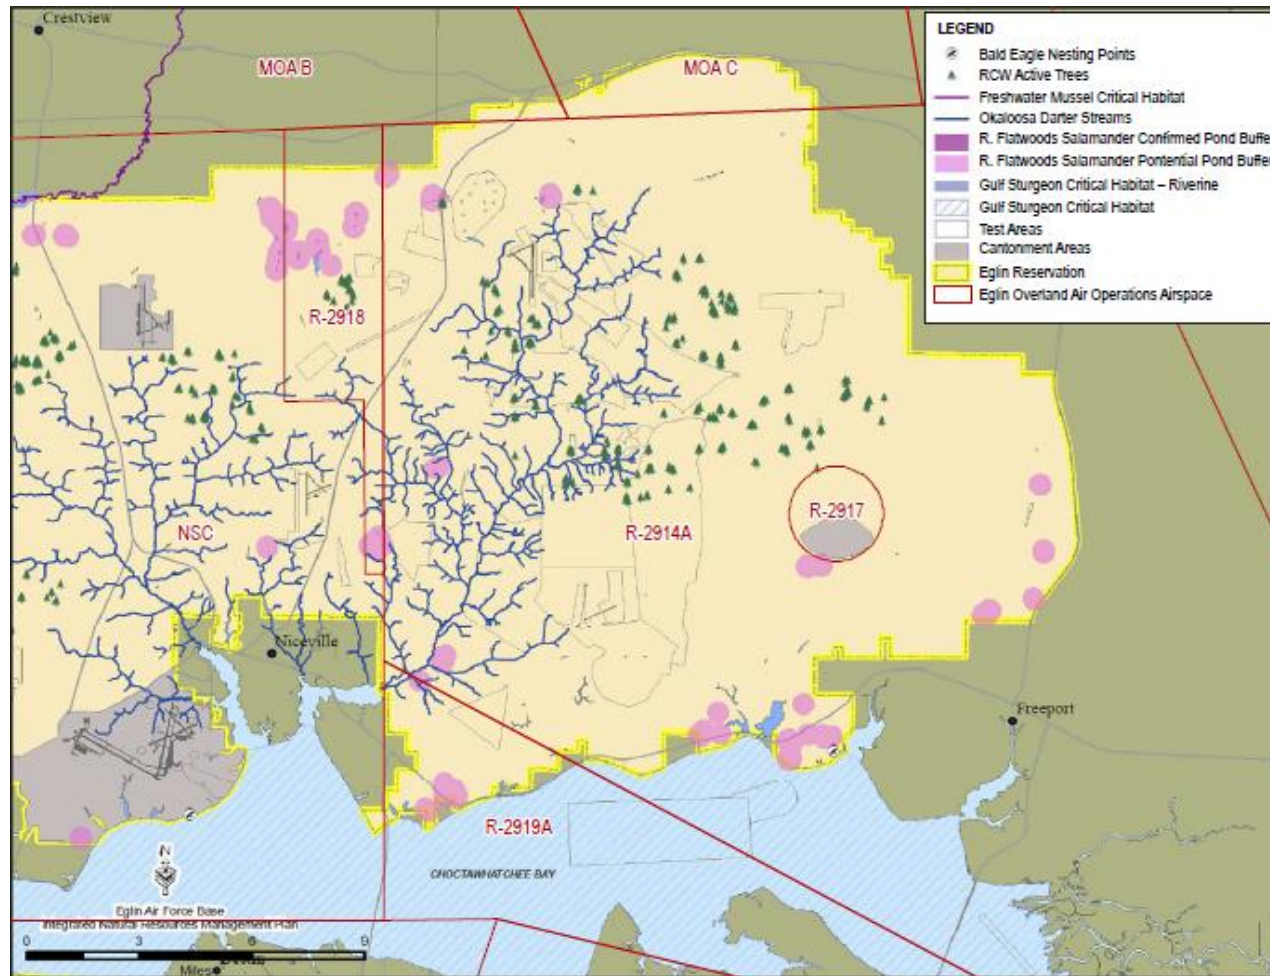 Crestview
MOA B
MOA C
LEGEND
Bald Eagle Nesting Points
RCW Active Trees
Freshwater Mussel Critical Habitat
Okaloosa Darter Streams
R. Flatwoods Salamander Confirmed Pond Buffe
R. Flatwoods Salamander Pontential Pond Buffe
Gulf Sturgeon Critical Habitat – Riverine
Gulf Sturgeon Critical Habitat
Test Areas
Cantonment Areas
Eglin Reservation
Eglin Overland Air Operations Airspace
R-2918
R-2917
NSC
R-2914A
Niceville
Freeport
R-2919A
CHOCTAWHATCHEE BAY
N
Eglin Air Force Base
Integrated Natural Resources Management Plan
0 3 6 9
Miles